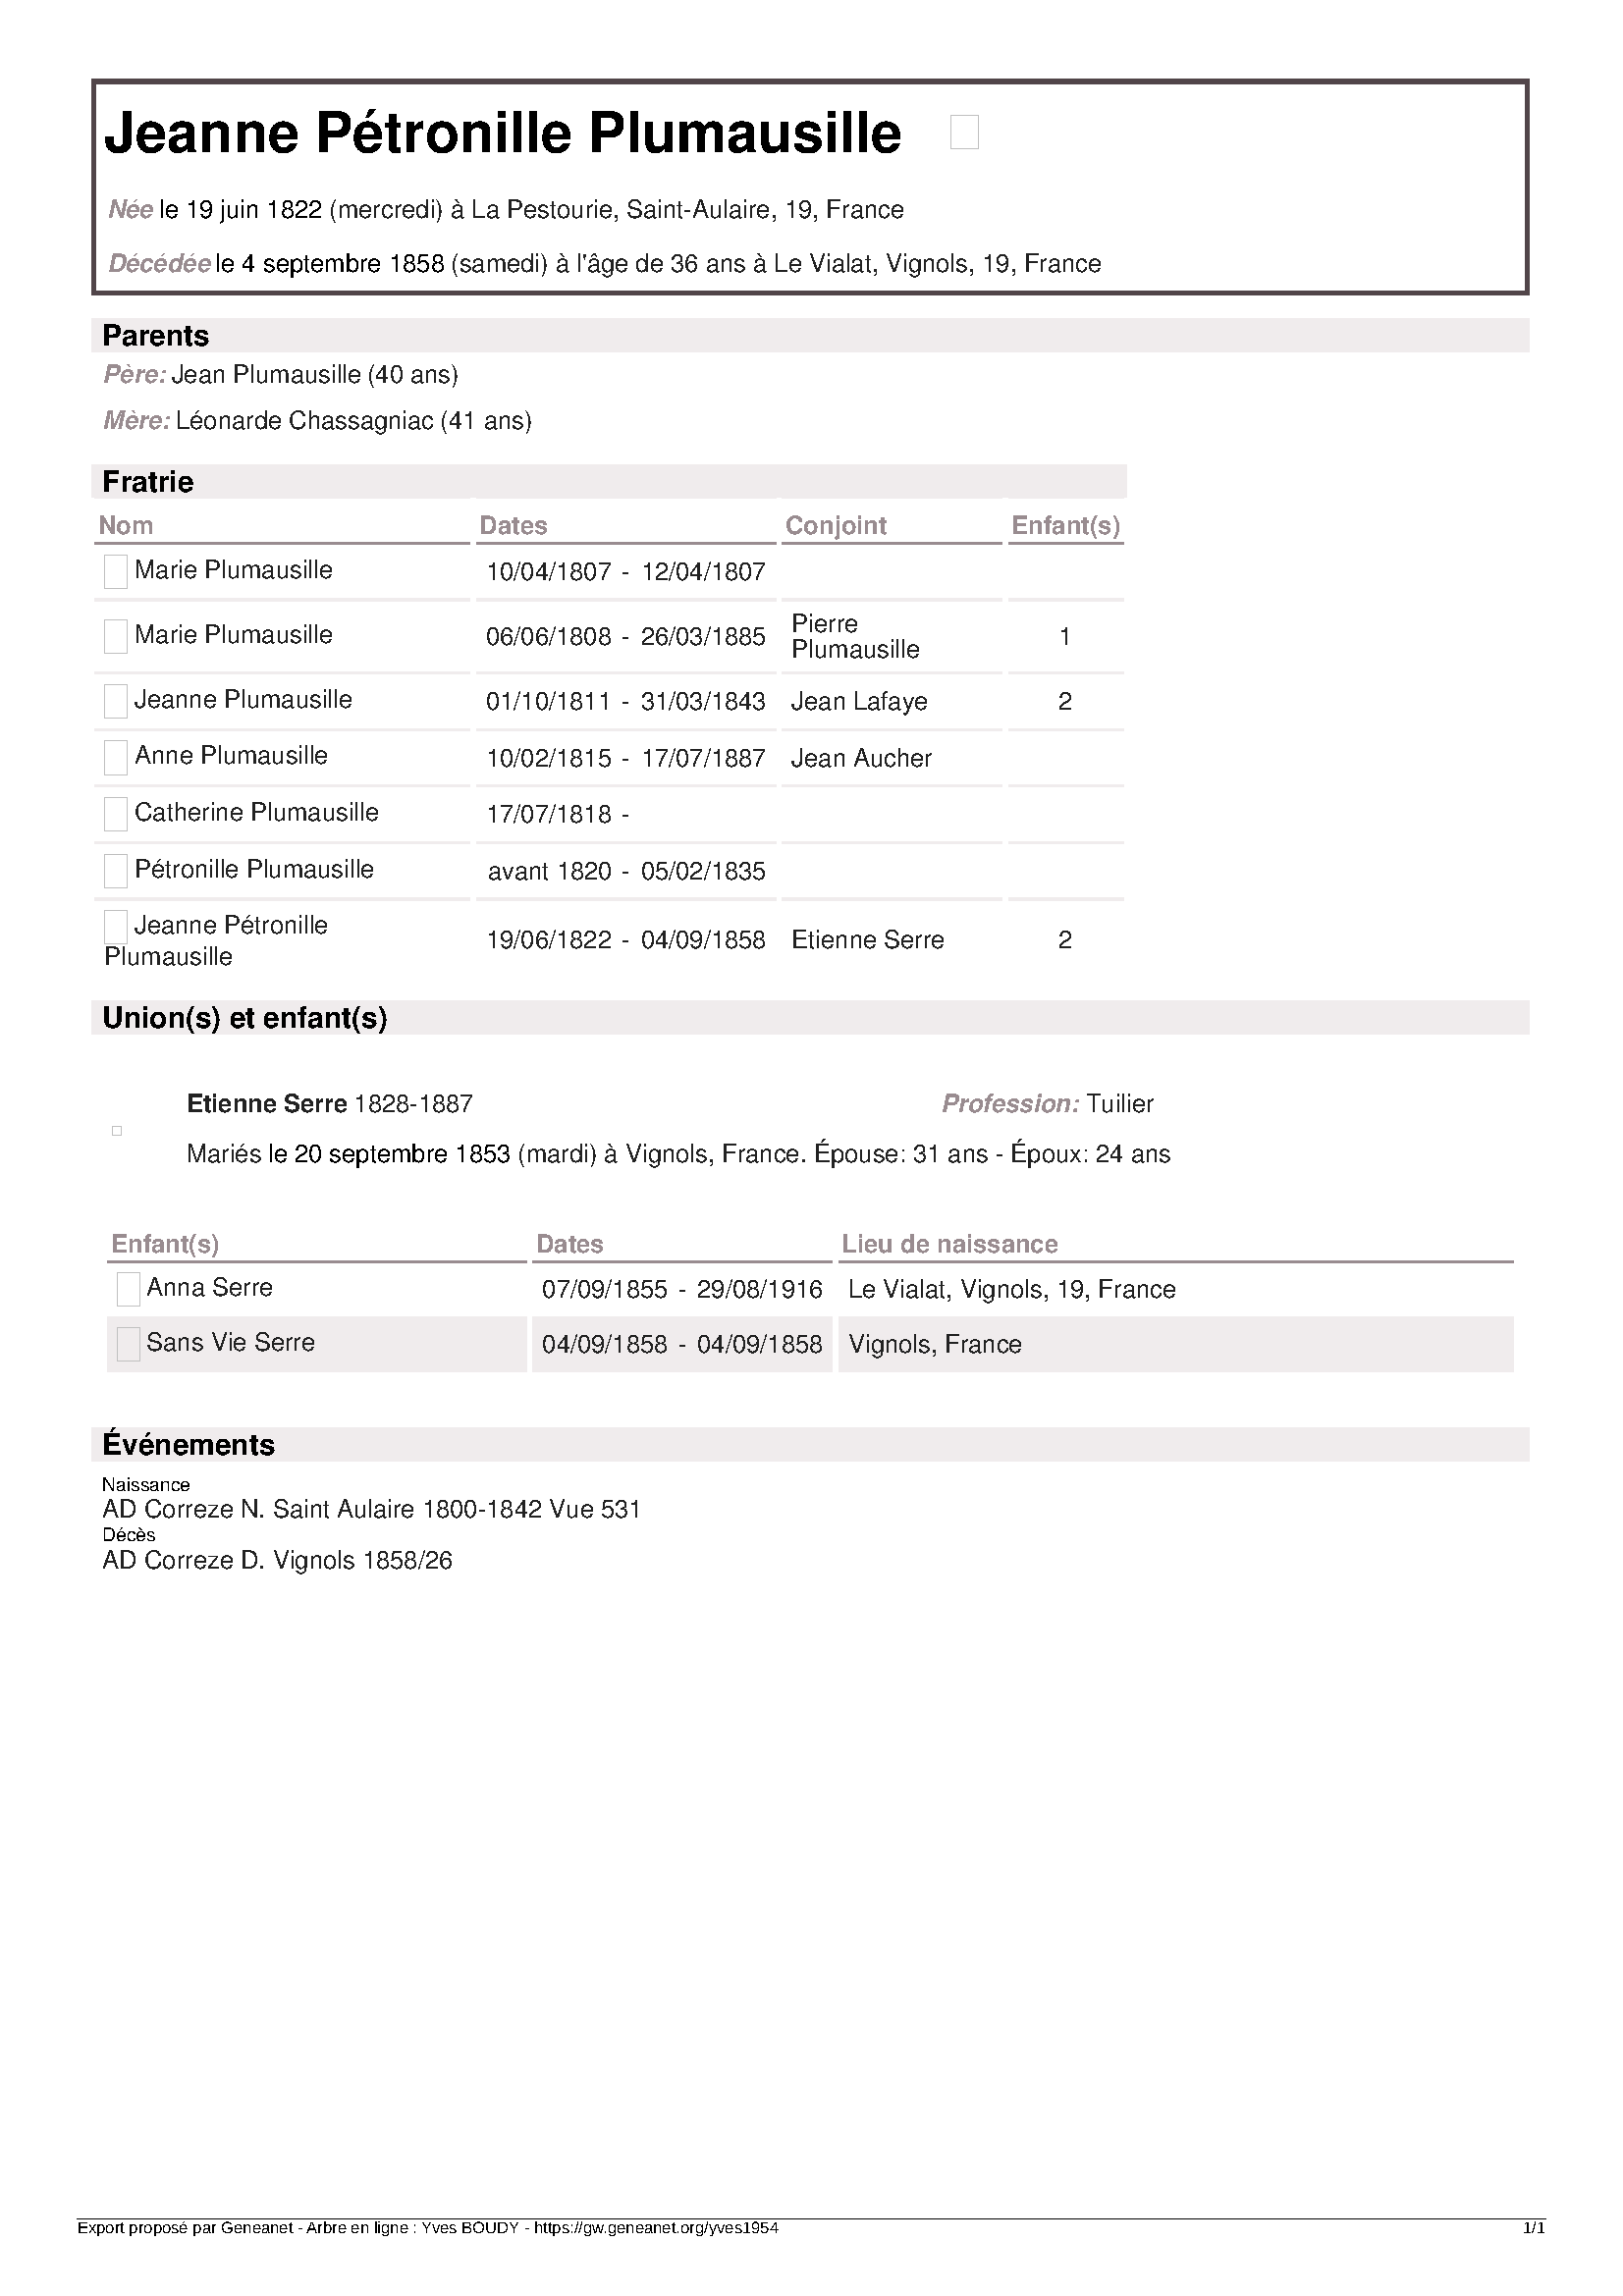 Jeanne Pétronille Plumausille
Née le 19 juin 1822 (mercredi) à La Pestourie, Saint-Aulaire, 19, France
Décédée le 4 septembre 1858 (samedi) à l'âge de 36 ans à Le Vialat, Vignols, 19, France
Parents
Père: Jean Plumausille (40 ans)
Mère: Léonarde Chassagniac (41 ans)
Fratrie
Nom Dates Conjoint Enfant(s)
Marie Plumausille 10/04/1807 - 12/04/1807
Marie Plumausille 06/06/1808 - 26/03/1885 Pierre Plumausille 1
Jeanne Plumausille 01/10/1811 - 31/03/1843 Jean Lafaye 2
Anne Plumausille 10/02/1815 - 17/07/1887 Jean Aucher
Catherine Plumausille 17/07/1818 -
Pétronille Plumausille avant 1820 - 05/02/1835
Jeanne Pétronille Plumausille 19/06/1822 - 04/09/1858 Etienne Serre 2
Union(s) et enfant(s)
Etienne Serre 1828-1887 Profession: Tuilier
Mariés le 20 septembre 1853 (mardi) à Vignols, France. Épouse: 31 ans - Époux: 24 ans
Enfant(s) Dates Lieu de naissance
Anna Serre 07/09/1855 - 29/08/1916 Le Vialat, Vignols, 19, France
Sans Vie Serre 04/09/1858 - 04/09/1858 Vignols, France
Événements
Naissance
AD Correze N. Saint Aulaire 1800-1842 Vue 531
Décès
AD Correze D. Vignols 1858/26
Export proposé par Geneanet - Arbre en ligne : Yves BOUDY - https://gw.geneanet.org/yves1954 1/1